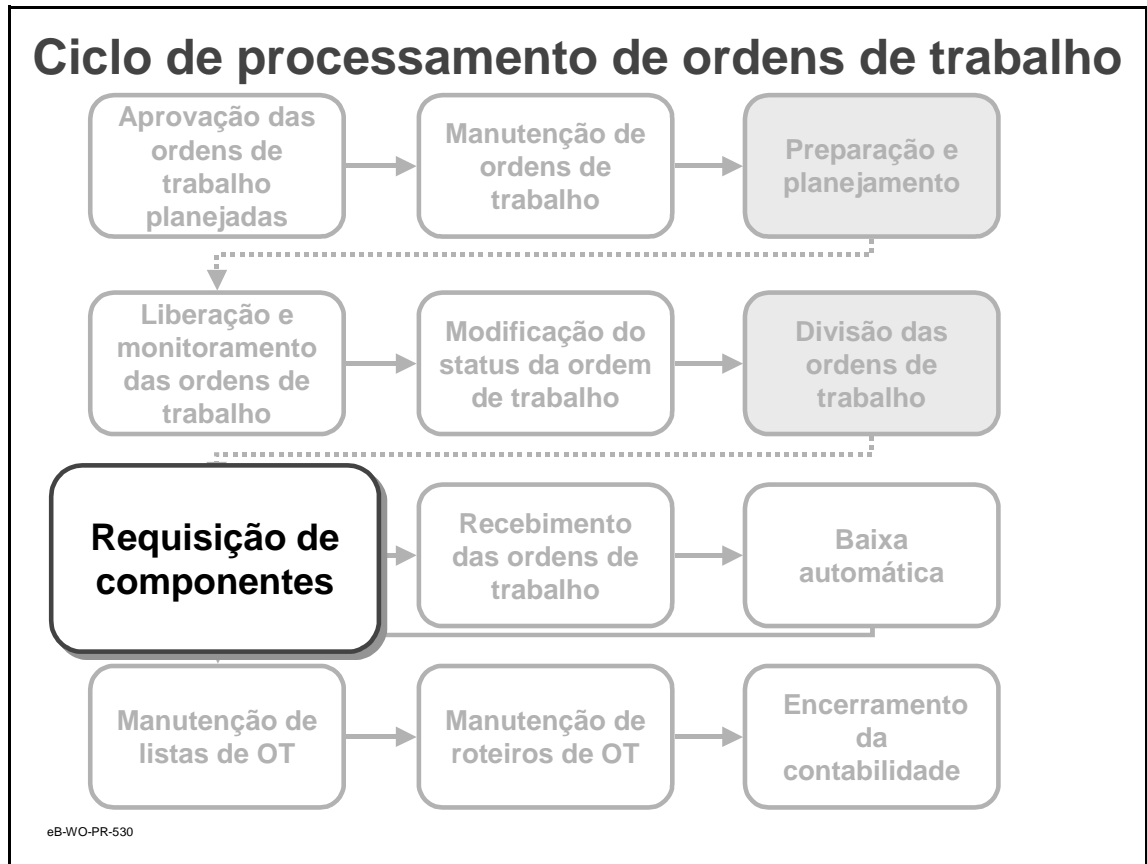 Ciclo de processamento de ordens de trabalho
Aprovação das
ordens de
trabalho
planejadas
Manutenção de
ordens de
trabalho
Preparação e
planejamento
Liberação e
monitoramento
das ordens de
trabalho
Modificação do
status da ordem
de trabalho
Divisão das
ordens de
trabalho
Requisição de
componentes
Recebimento
das ordens de
trabalho
Baixa
automática
Manutenção de
listas de OT
Manutenção de
roteiros de OT
Encerramento
da
contabilidade
eB-WO-PR-530